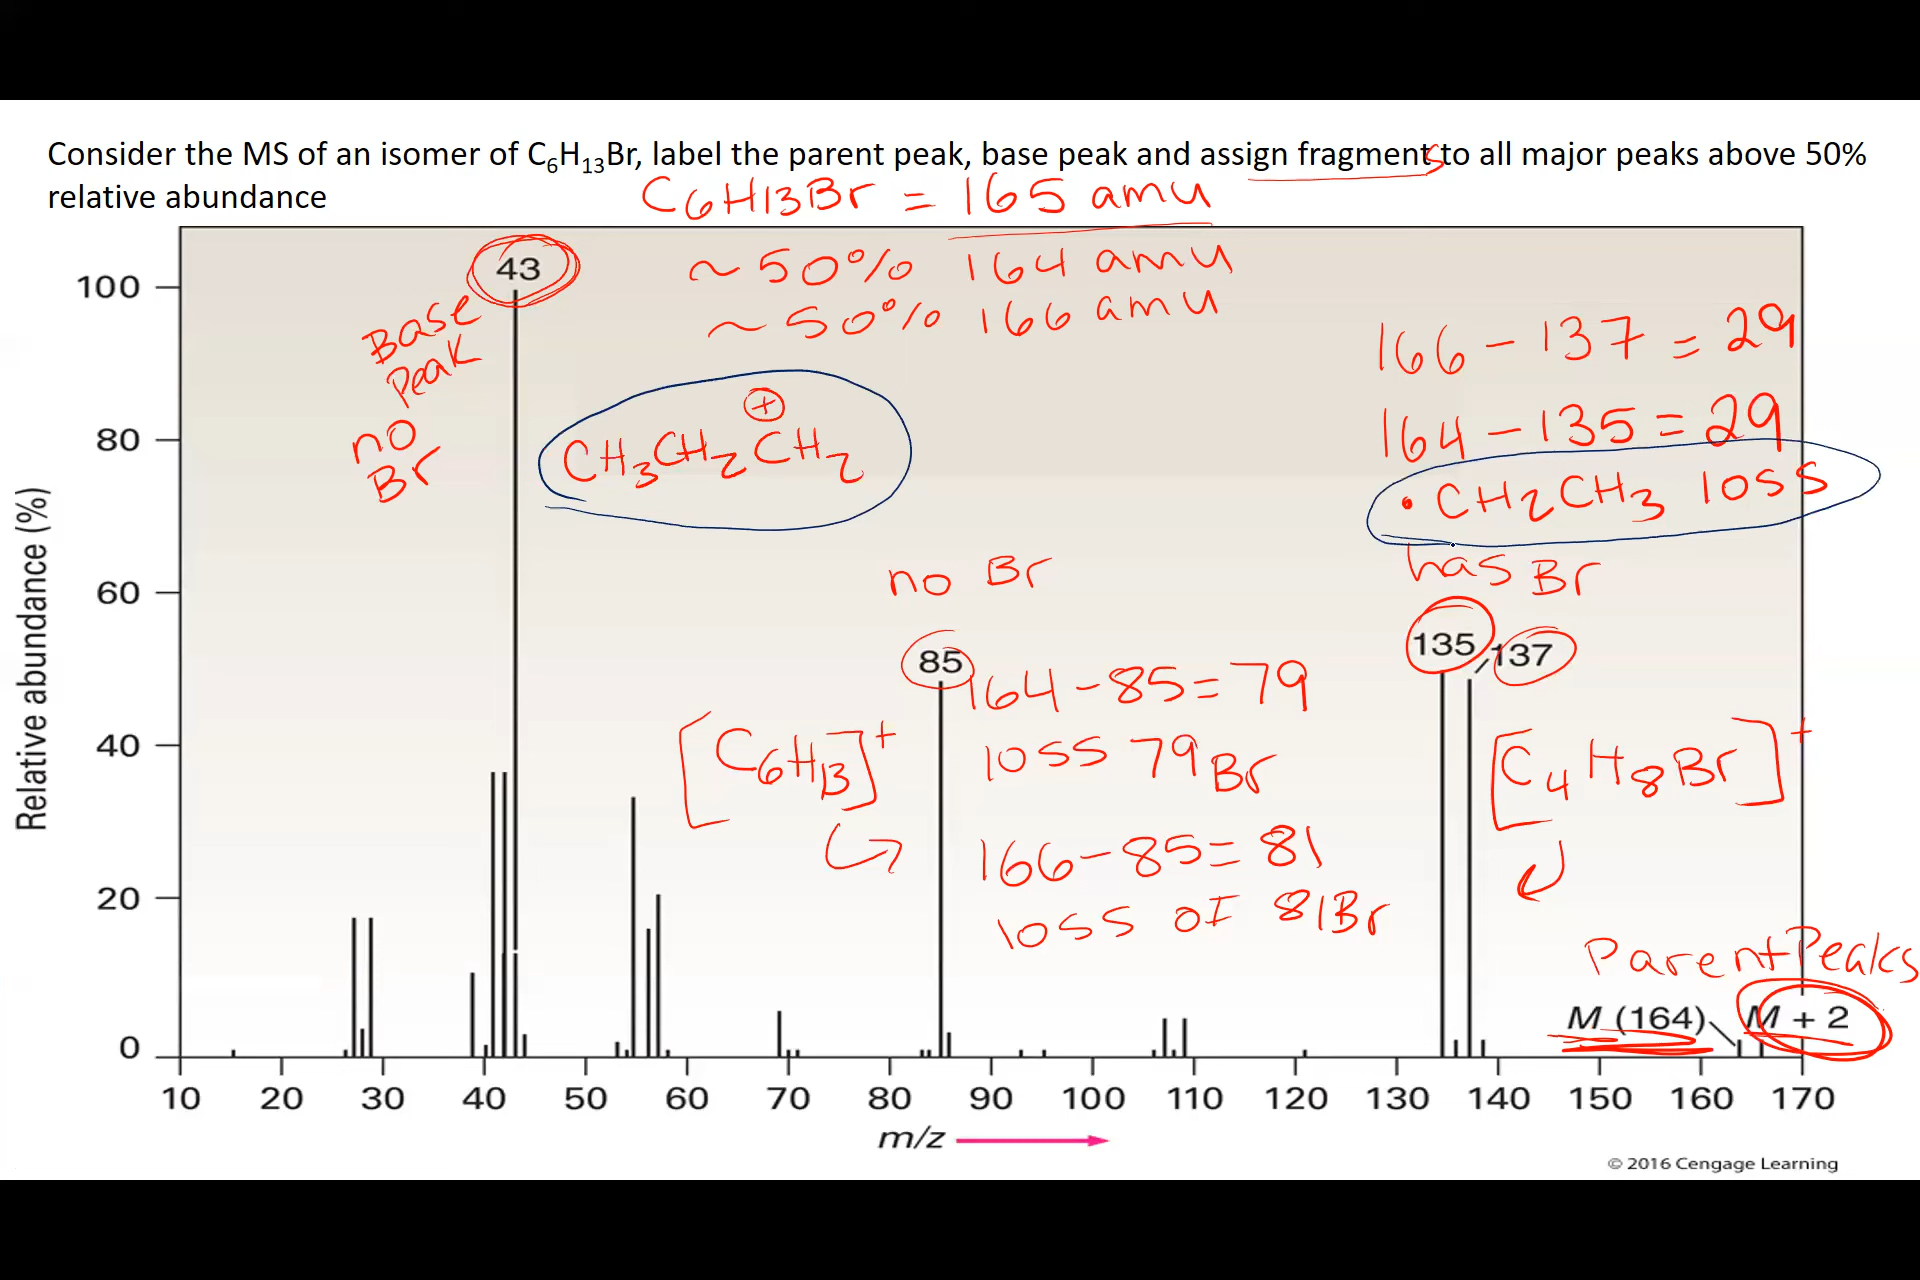 Consider the MS of an isomer of C₆H₁₃Br, label the parent peak, base peak and assign fragments to all major peaks above 50%
relative abundance
C₆H₁₃Br = 165 amu
~50% 164 amu
~50% 166 amu
43
Base
Peak
no
Br
CH₃CH₂CH₂ ⊕
166 - 137 = 29
164 - 135 = 29
• CH₂CH₃ loss
has Br
135
137
[C₄H₈Br]⁺
no Br
85
164 - 85 = 79
loss 79Br
166 - 85 = 81
loss of 81Br
[C₆H₁₃]⁺
Parent Peaks
M (164)
M + 2
Relative abundance (%)
100
80
60
40
20
0
10 20 30 40 50 60 70 80 90 100 110 120 130 140 150 160 170
m/z
© 2016 Cengage Learning